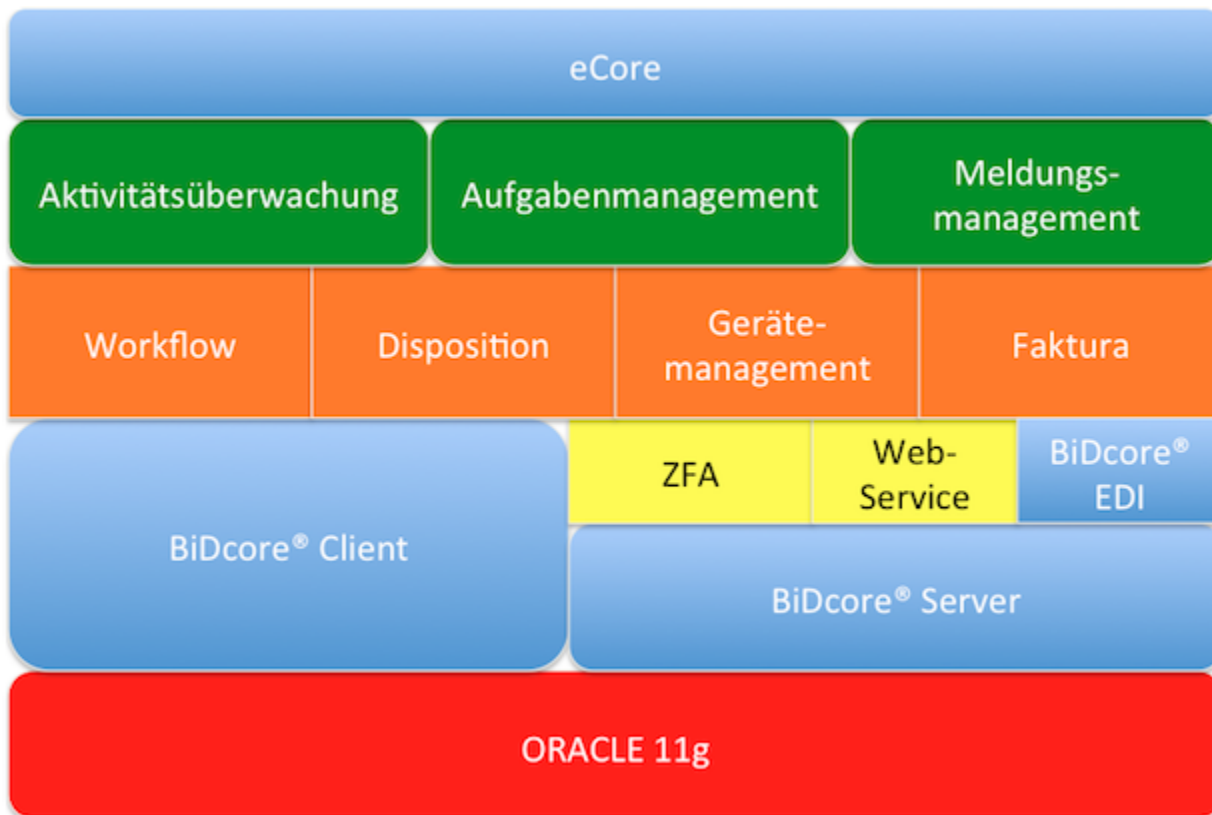 eCore
Aktivitätsüberwachung
Aufgabenmanagement
Meldungs-
management
Workflow
Disposition
Geräte-
management
Faktura
BiDcore® Client
ZFA
Web-
Service
BiDcore®
EDI
BiDcore® Server
ORACLE 11g